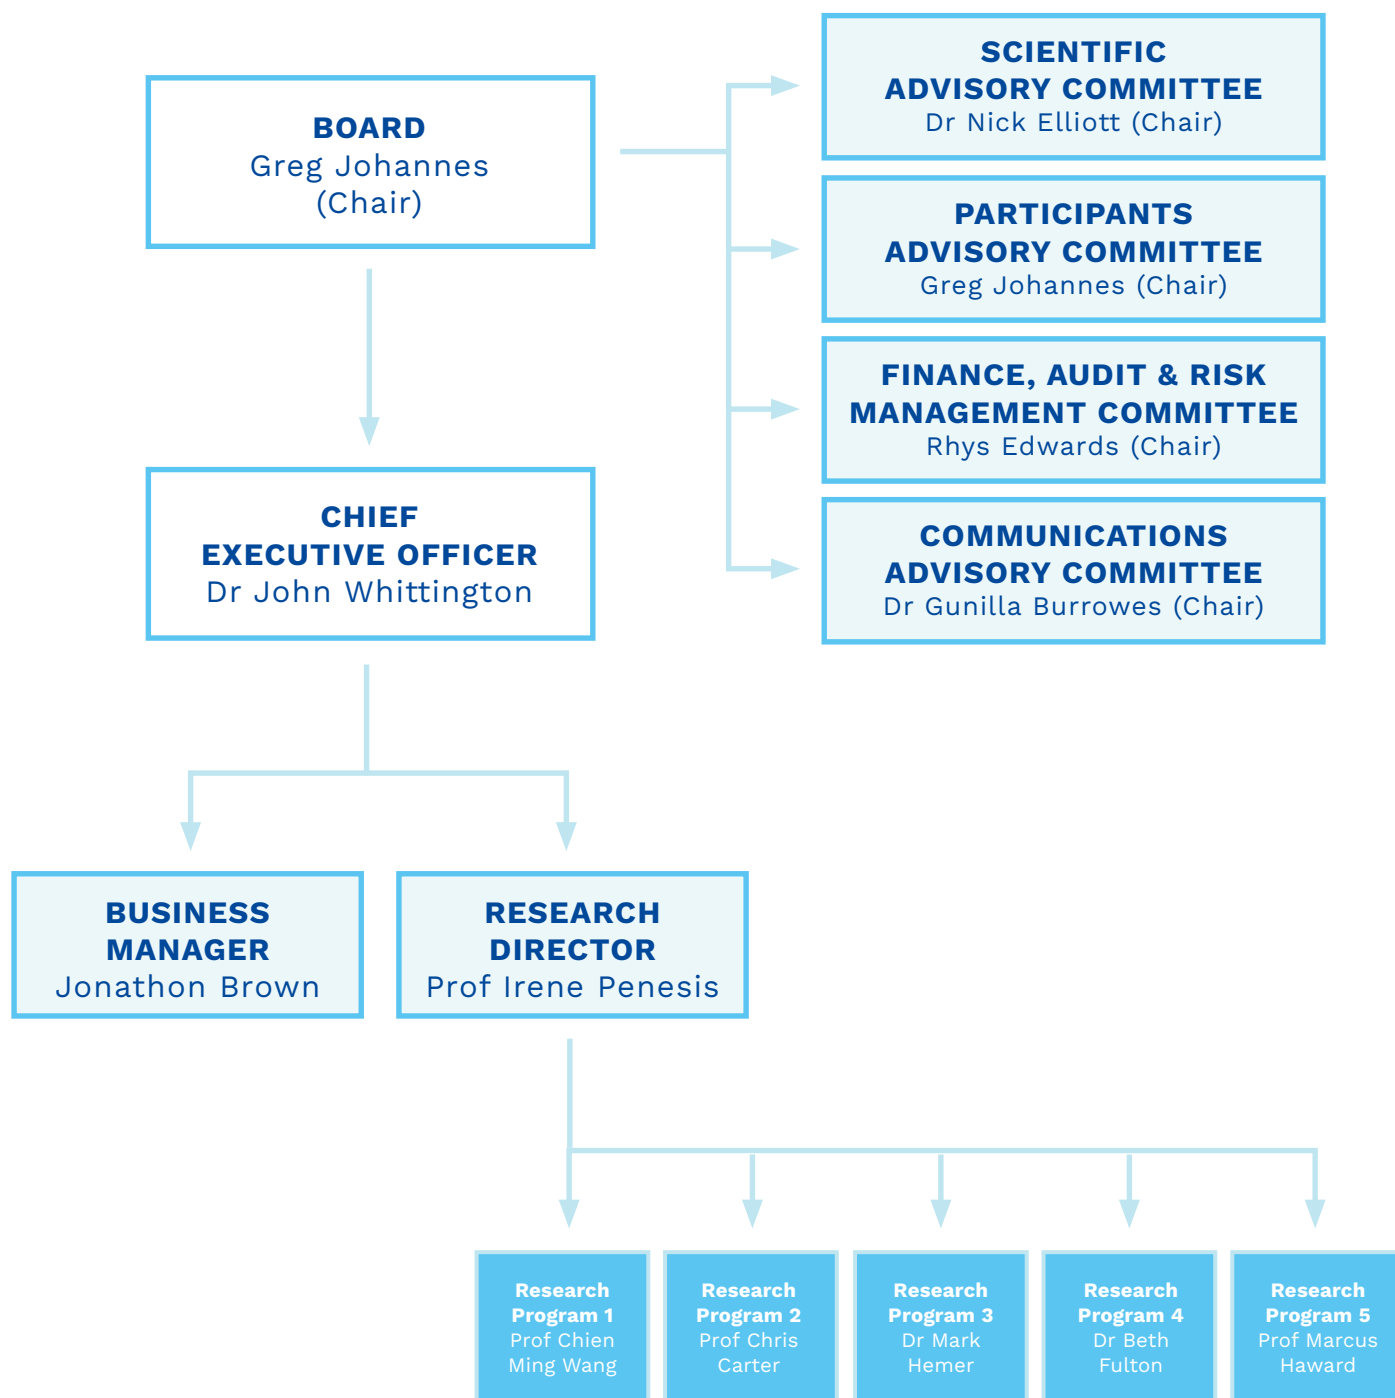 BOARD
Greg Johannes
(Chair)
SCIENTIFIC
ADVISORY COMMITTEE
Dr Nick Elliott (Chair)
PARTICIPANTS
ADVISORY COMMITTEE
Greg Johannes (Chair)
FINANCE, AUDIT & RISK
MANAGEMENT COMMITTEE
Rhys Edwards (Chair)
COMMUNICATIONS
ADVISORY COMMITTEE
Dr Gunilla Burrowes (Chair)
CHIEF
EXECUTIVE OFFICER
Dr John Whittington
BUSINESS
MANAGER
Jonathon Brown
RESEARCH
DIRECTOR
Prof Irene Penesis
Research
Program 1
Prof Chien
Ming Wang
Research
Program 2
Prof Chris
Carter
Research
Program 3
Dr Mark
Hemer
Research
Program 4
Dr Beth
Fulton
Research
Program 5
Prof Marcus
Haward